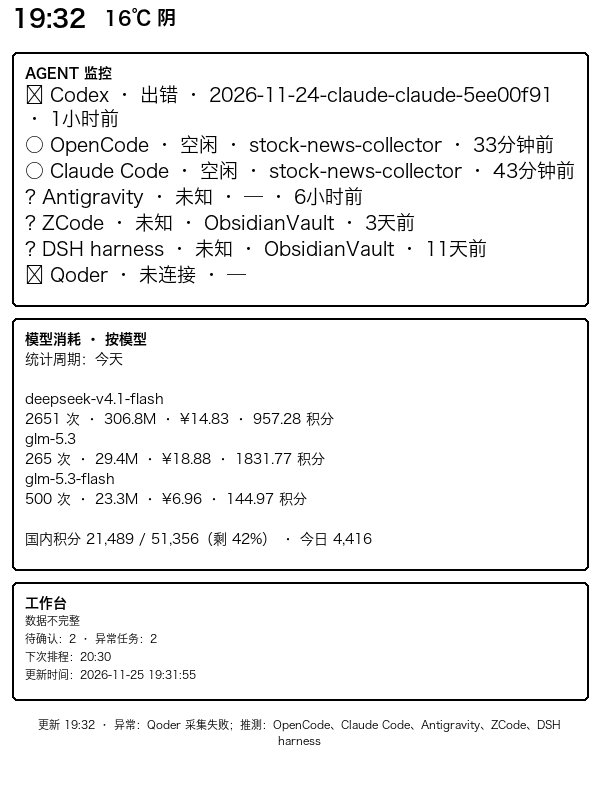 19:32 16℃ 阴
AGENT 监控
☒ Codex · 出错 · 2026-11-24-claude-claude-5ee00f91
· 1小时前
○ OpenCode · 空闲 · stock-news-collector · 33分钟前
○ Claude Code · 空闲 · stock-news-collector · 43分钟前
? Antigravity · 未知 · — · 6小时前
? ZCode · 未知 · ObsidianVault · 3天前
? DSH harness · 未知 · ObsidianVault · 11天前
☒ Qoder · 未连接 · —
模型消耗 · 按模型
统计周期：今天
deepseek-v4.1-flash
2651 次 · 306.8M · ¥14.83 · 957.28 积分
glm-5.3
265 次 · 29.4M · ¥18.88 · 1831.77 积分
glm-5.3-flash
500 次 · 23.3M · ¥6.96 · 144.97 积分
国内积分 21,489 / 51,356（剩 42%） · 今日 4,416
工作台
数据不完整
待确认：2 · 异常任务：2
下次排程：20:30
更新时间：2026-11-25 19:31:55
更新 19:32 · 异常：Qoder 采集失败；推测：OpenCode、Claude Code、Antigravity、ZCode、DSH
harness